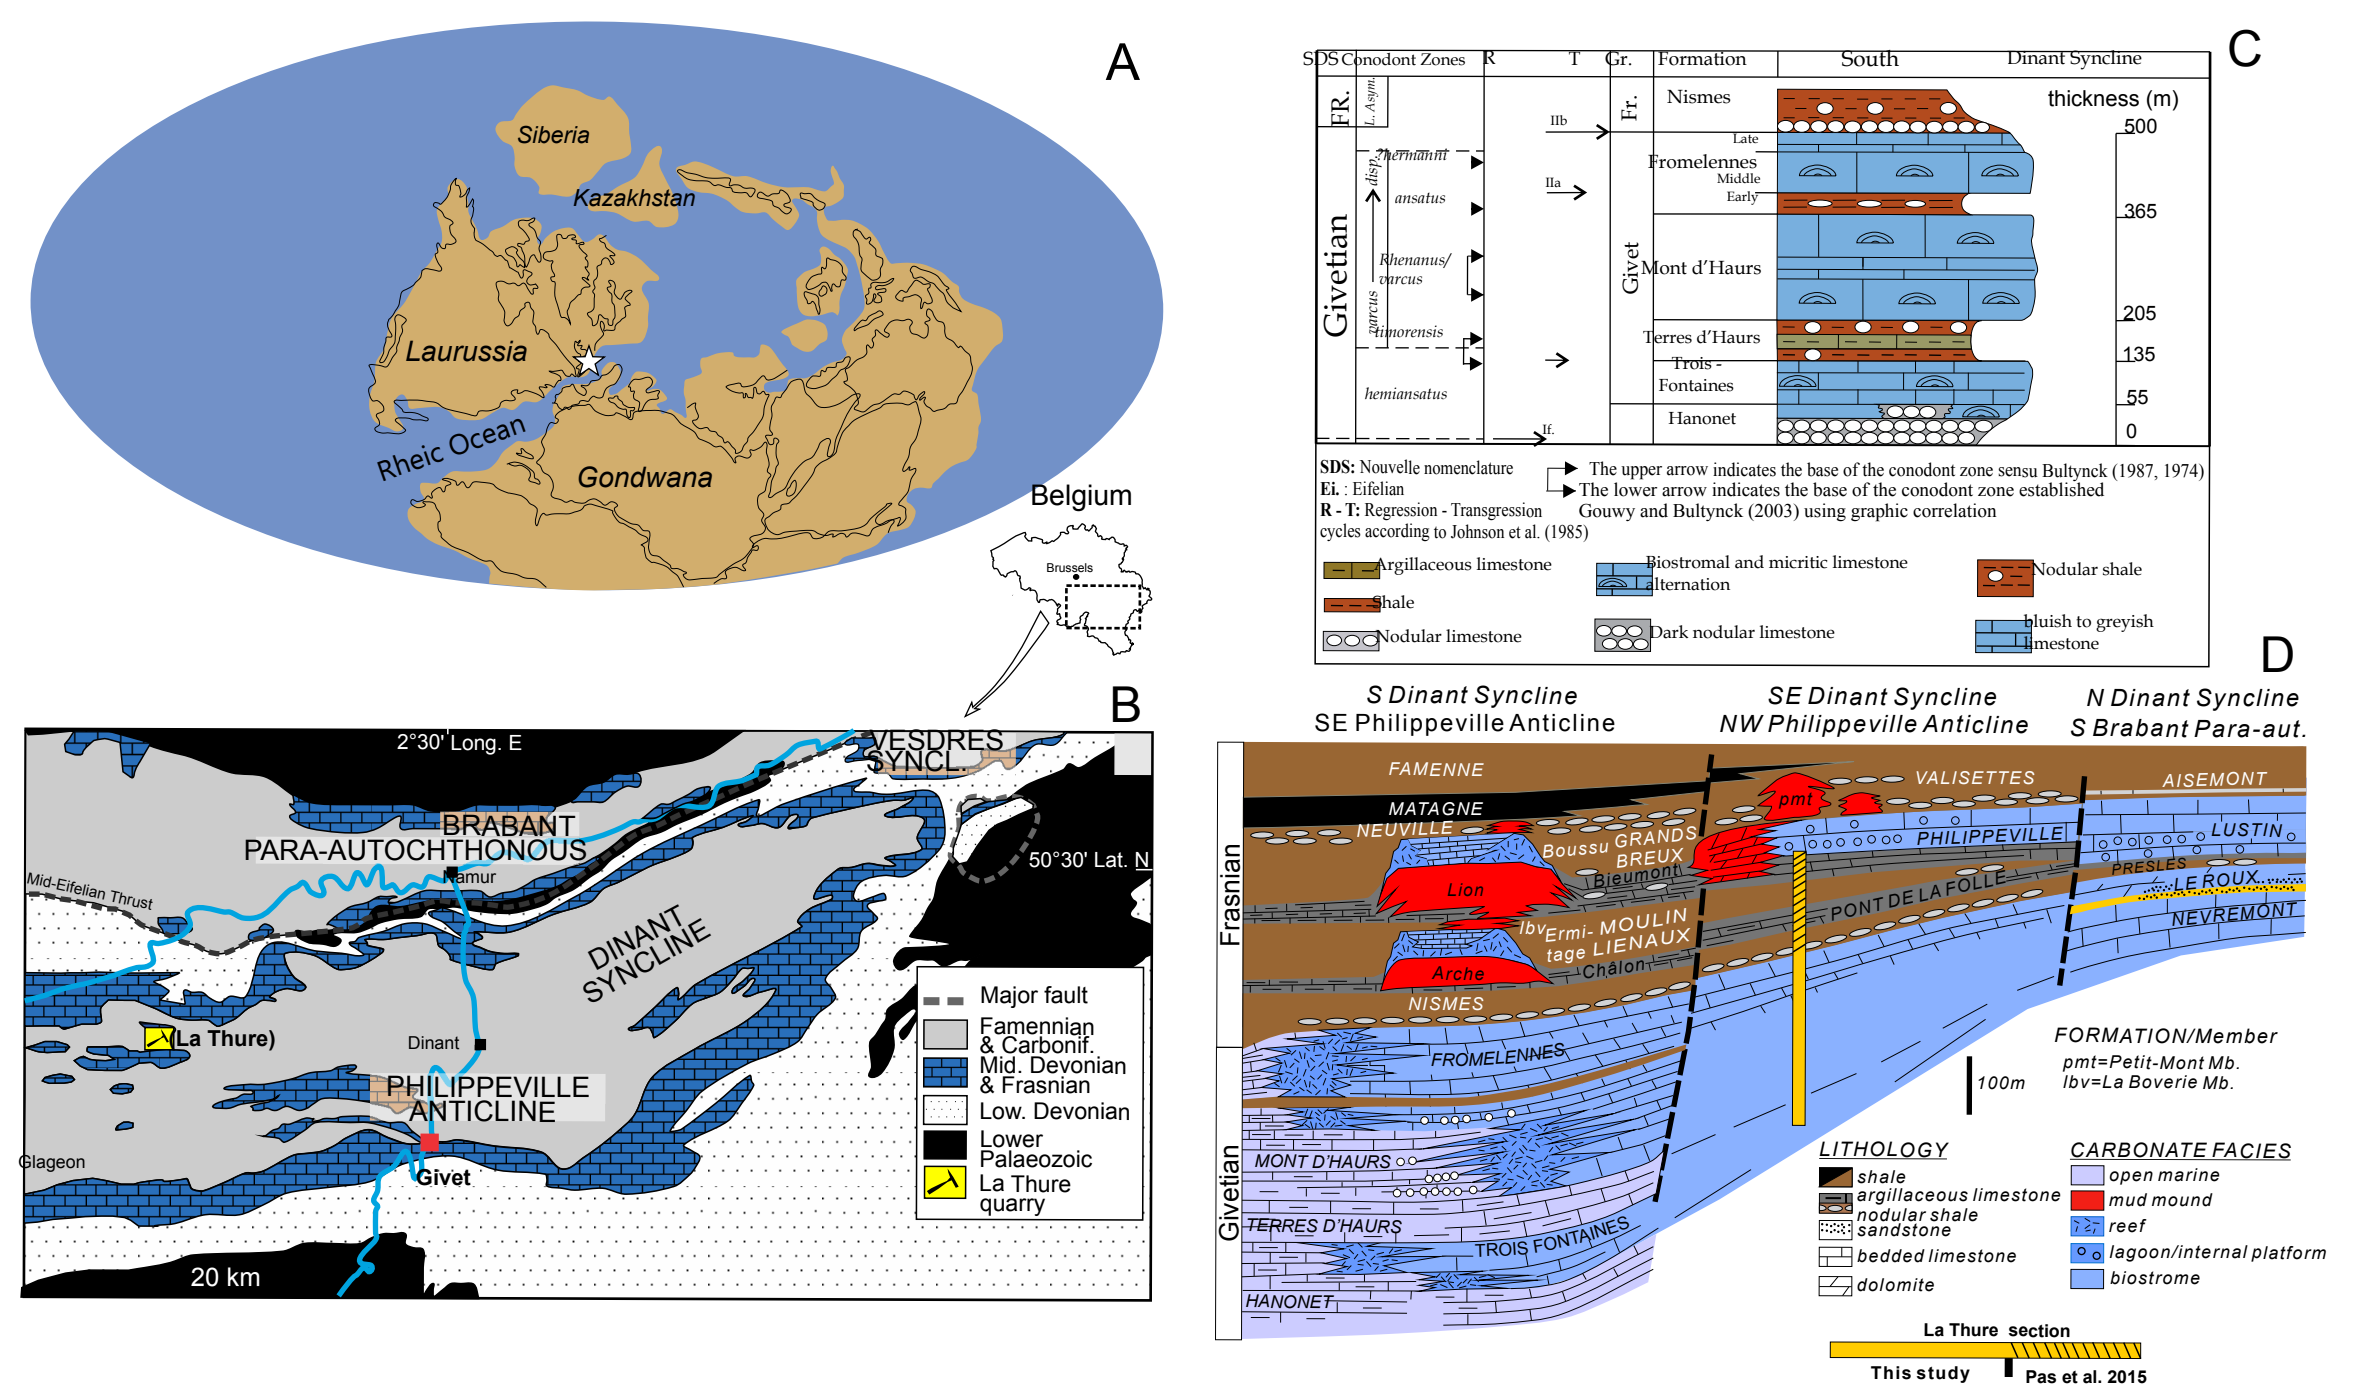 A
Siberia
Kazakhstan
Laurussia
Rheic Ocean
Gondwana
Belgium
Brussels
B
2°30' Long. E
VESDRES
SYNCL.
BRABANT
PARA-AUTOCHTHONOUS
Namur
50°30' Lat. N
Mid-Eifelian Thrust
DINANT
SYNCLINE
(La Thure)
Dinant
PHILIPPEVILLE
ANTICLINE
Glageon
Givet
20 km
Major fault
Famennian
& Carbonif.
Mid. Devonian
& Frasnian
Low. Devonian
Lower
Palaeozoic
La Thure
quarry
C
SDS Conodont Zones R T Gr. Formation South Dinant Syncline
FR.
L. Asym.
Fr.
Nismes
thickness (m)
IIb
500
Late
?hermanni
disp.
Fromelennes
Middle
IIa
ansatus
Early
365
Givetian
Givet
Rhenanus/
varcus
Mont d'Haurs
varcus
205
timorensis
Terres d'Haurs
135
Trois -
Fontaines
hemiansatus
55
Hanonet
If.
0
SDS: Nouvelle nomenclature
Ei. : Eifelian
R - T: Regression - Transgression
cycles according to Johnson et al. (1985)
The upper arrow indicates the base of the conodont zone sensu Bultynck (1987, 1974)
The lower arrow indicates the base of the conodont zone established
Gouwy and Bultynck (2003) using graphic correlation
Argillaceous limestone
Shale
Nodular limestone
Biostromal and micritic limestone
alternation
Dark nodular limestone
Nodular shale
bluish to greyish
limestone
D
S Dinant Syncline
SE Philippeville Anticline
SE Dinant Syncline
NW Philippeville Anticline
N Dinant Syncline
S Brabant Para-aut.
Frasnian
Givetian
FAMENNE
MATAGNE
NEUVILLE
Boussu GRANDS
BREUX
Bieumont
Lion
lbv Ermi- MOULIN
tage LIENAUX
Arche
Châlon
NISMES
FROMELENNES
MONT D'HAURS
TERRES D'HAURS
TROIS FONTAINES
HANONET
pmt
VALISETTES
PHILIPPEVILLE
PONT DE LA FOLLE
AISEMONT
LUSTIN
PRESLES
LE ROUX
NEVREMONT
FORMATION/Member
pmt=Petit-Mont Mb.
lbv=La Boverie Mb.
100m
LITHOLOGY
shale
argillaceous limestone
nodular shale
sandstone
bedded limestone
dolomite
CARBONATE FACIES
open marine
mud mound
reef
lagoon/internal platform
biostrome
La Thure section
This study
Pas et al. 2015